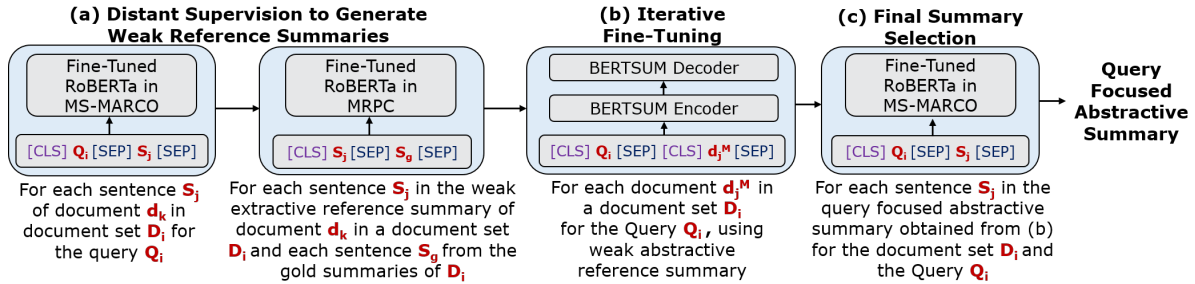 (a) Distant Supervision to Generate
Weak Reference Summaries
Fine-Tuned
RoBERTa in
MS-MARCO
[CLS] Qi [SEP] Sj [SEP]
For each sentence Sj
of document dk in
document set Di for
the query Qi
Fine-Tuned
RoBERTa in
MRPC
[CLS] Sj [SEP] Sg [SEP]
For each sentence Sj in the weak
extractive reference summary of
document dk in a document set
Di and each sentence Sg from the
gold summaries of Di
(b) Iterative
Fine-Tuning
BERTSUM Decoder
BERTSUM Encoder
[CLS] Qi [SEP] [CLS] djM [SEP]
For each document djM in
a document set Di
for the Query Qi, using
weak abstractive
reference summary
(c) Final Summary
Selection
Fine-Tuned
RoBERTa in
MS-MARCO
[CLS] Qi [SEP] Sj [SEP]
For each sentence Sj in the
query focused abstractive
summary obtained from (b)
for the document set Di and
the Query Qi
Query
Focused
Abstractive
Summary